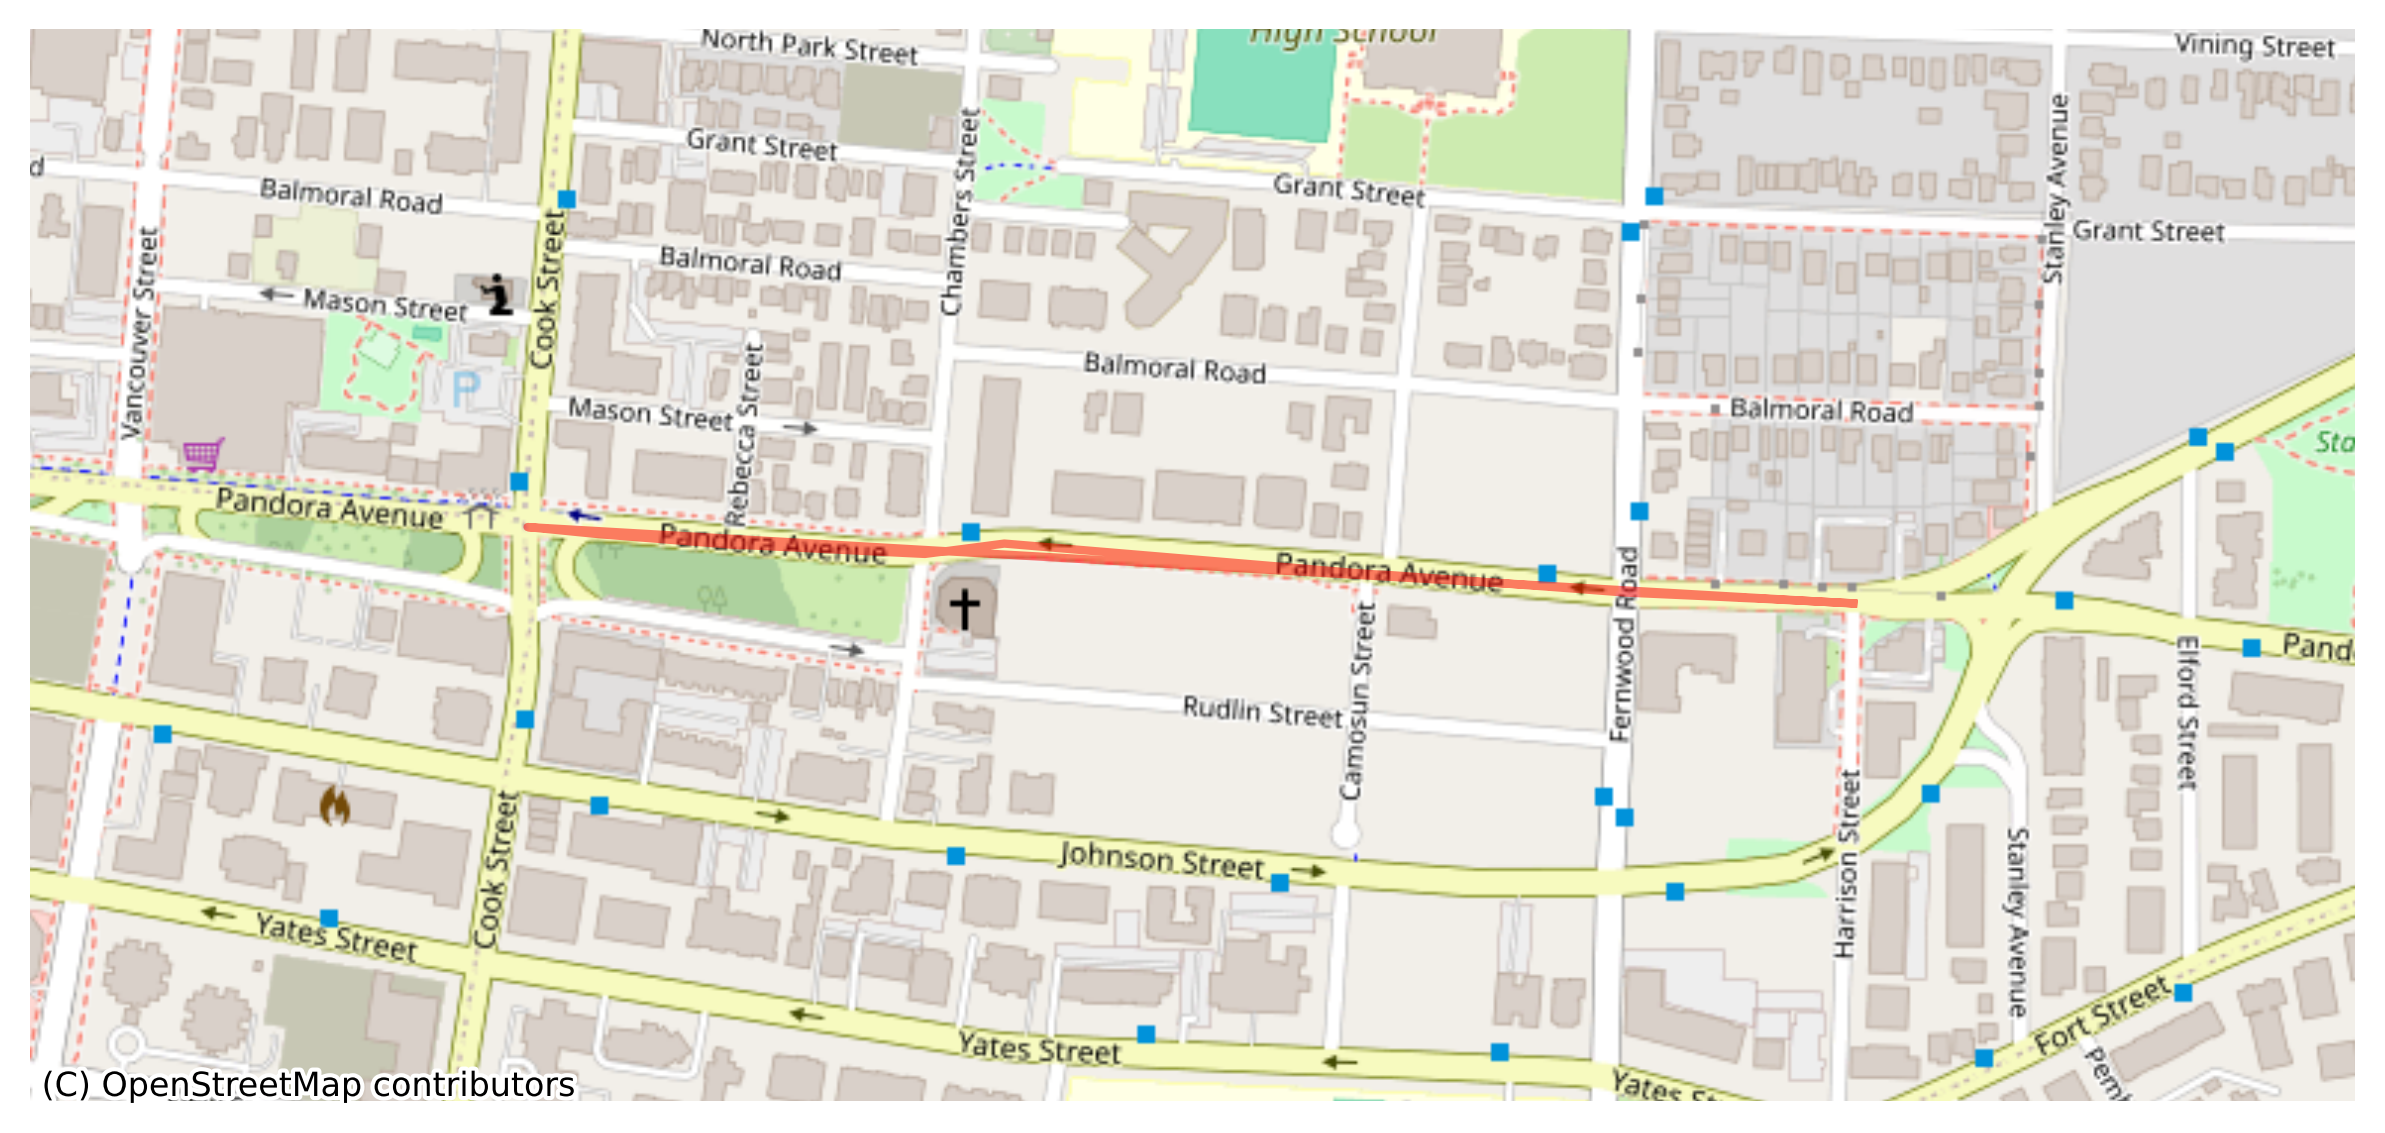 High School
North Park Street
Vining Street
Grant Street
Stanley Avenue
Chambers Street
d
Balmoral Road
Grant Street
Grant Street
Cook Street
Vancouver Street
Balmoral Road
Mason Street
Balmoral Road
P
Mason Street
Rebecca Street
Balmoral Road
Sta
Pandora Avenue
Pandora Avenue
Pandora Avenue
Fernwood Road
Camosun Street
Elford Street
Pand
Rudlin Street
Harrison Street
Stanley Avenue
Cook Street
Johnson Street
Yates Street
Fort Street
Yates Street
Yates St
Pemb
(C) OpenStreetMap contributors